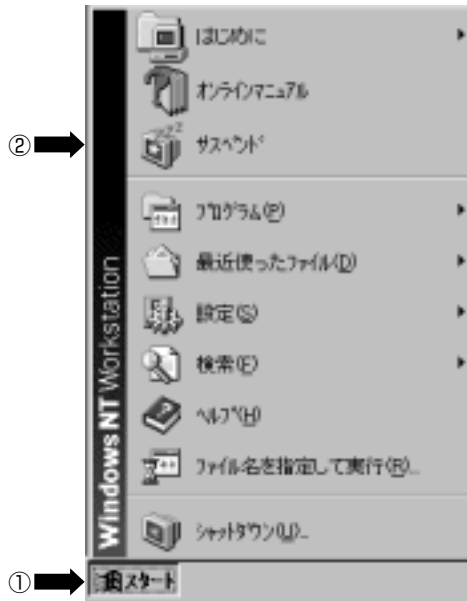 はじめに
オンラインマニュアル
② サスペンド
プログラム(P)
最近使ったファイル(D)
設定(S)
検索(F)
ヘルプ(H)
ファイル名を指定して実行(R)...
シャットダウン(U)...
Windows NT Workstation
① スタート